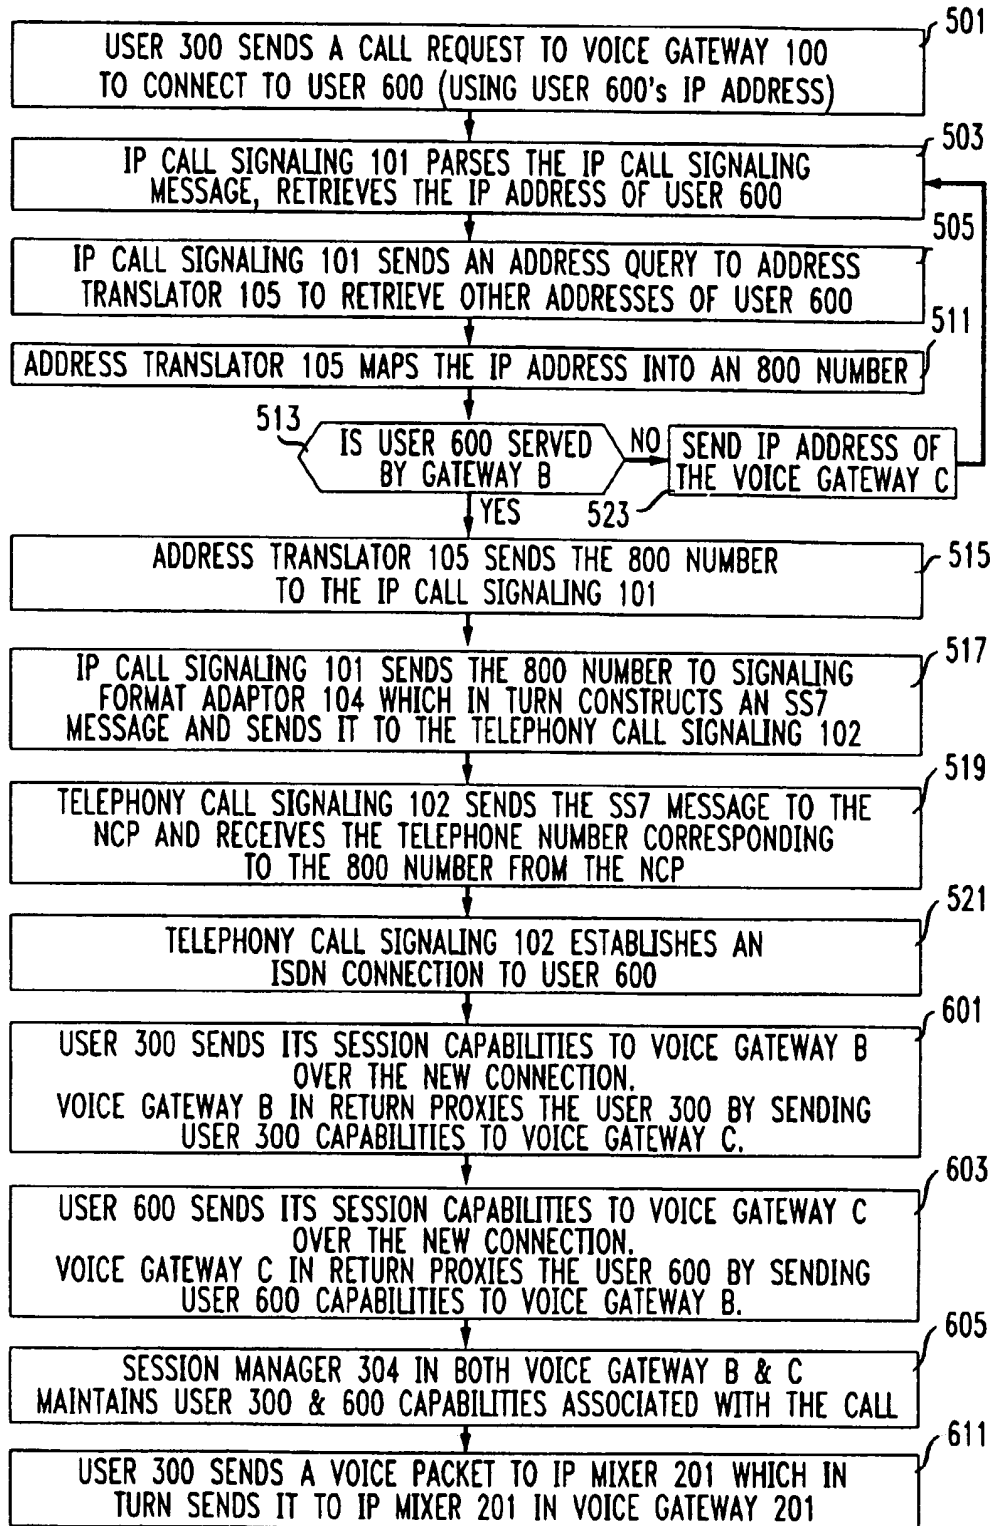 501
USER 300 SENDS A CALL REQUEST TO VOICE GATEWAY 100
TO CONNECT TO USER 600 (USING USER 600's IP ADDRESS)
503
IP CALL SIGNALING 101 PARSES THE IP CALL SIGNALING
MESSAGE, RETRIEVES THE IP ADDRESS OF USER 600
505
IP CALL SIGNALING 101 SENDS AN ADDRESS QUERY TO ADDRESS
TRANSLATOR 105 TO RETRIEVE OTHER ADDRESSES OF USER 600
511
ADDRESS TRANSLATOR 105 MAPS THE IP ADDRESS INTO AN 800 NUMBER
513
IS USER 600 SERVED
BY GATEWAY B
NO
SEND IP ADDRESS OF
THE VOICE GATEWAY C
523
YES
515
ADDRESS TRANSLATOR 105 SENDS THE 800 NUMBER
TO THE IP CALL SIGNALING 101
517
IP CALL SIGNALING 101 SENDS THE 800 NUMBER TO SIGNALING
FORMAT ADAPTOR 104 WHICH IN TURN CONSTRUCTS AN SS7
MESSAGE AND SENDS IT TO THE TELEPHONY CALL SIGNALING 102
519
TELEPHONY CALL SIGNALING 102 SENDS THE SS7 MESSAGE TO THE
NCP AND RECEIVES THE TELEPHONE NUMBER CORRESPONDING
TO THE 800 NUMBER FROM THE NCP
521
TELEPHONY CALL SIGNALING 102 ESTABLISHES AN
ISDN CONNECTION TO USER 600
601
USER 300 SENDS ITS SESSION CAPABILITIES TO VOICE GATEWAY B
OVER THE NEW CONNECTION.
VOICE GATEWAY B IN RETURN PROXIES THE USER 300 BY SENDING
USER 300 CAPABILITIES TO VOICE GATEWAY C.
603
USER 600 SENDS ITS SESSION CAPABILITIES TO VOICE GATEWAY C
OVER THE NEW CONNECTION.
VOICE GATEWAY C IN RETURN PROXIES THE USER 600 BY SENDING
USER 600 CAPABILITIES TO VOICE GATEWAY B.
605
SESSION MANAGER 304 IN BOTH VOICE GATEWAY B & C
MAINTAINS USER 300 & 600 CAPABILITIES ASSOCIATED WITH THE CALL
611
USER 300 SENDS A VOICE PACKET TO IP MIXER 201 WHICH IN
TURN SENDS IT TO IP MIXER 201 IN VOICE GATEWAY 201